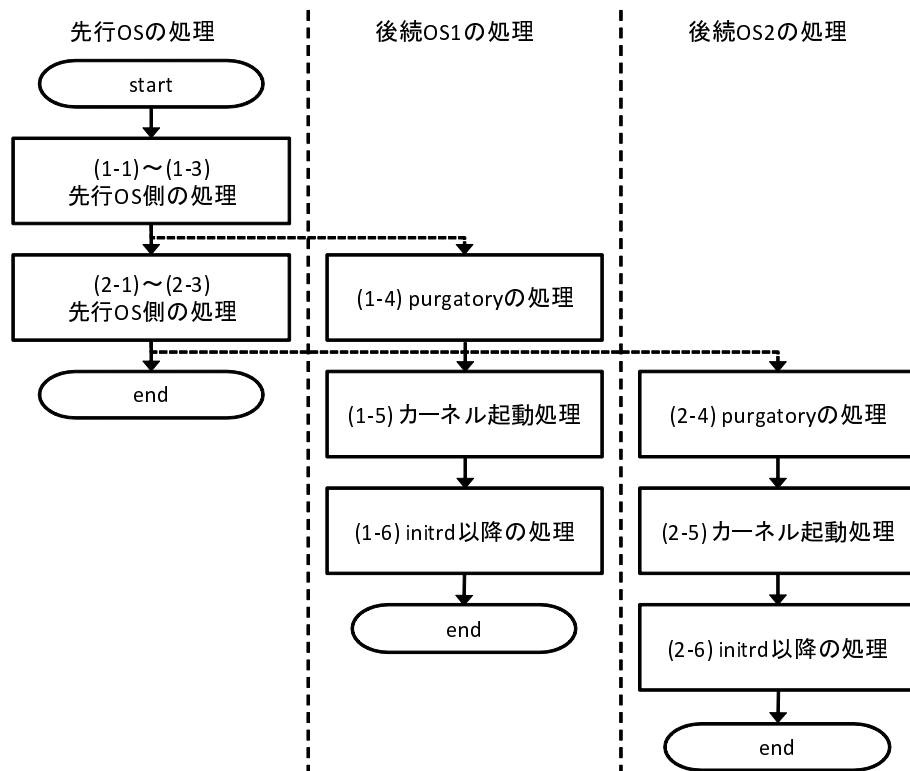 先行OSの処理
後続OS1の処理
後続OS2の処理
start
(1-1)～(1-3)
先行OS側の処理
(2-1)～(2-3)
先行OS側の処理
end
(1-4) purgatoryの処理
(1-5) カーネル起動処理
(1-6) initrd以降の処理
end
(2-4) purgatoryの処理
(2-5) カーネル起動処理
(2-6) initrd以降の処理
end